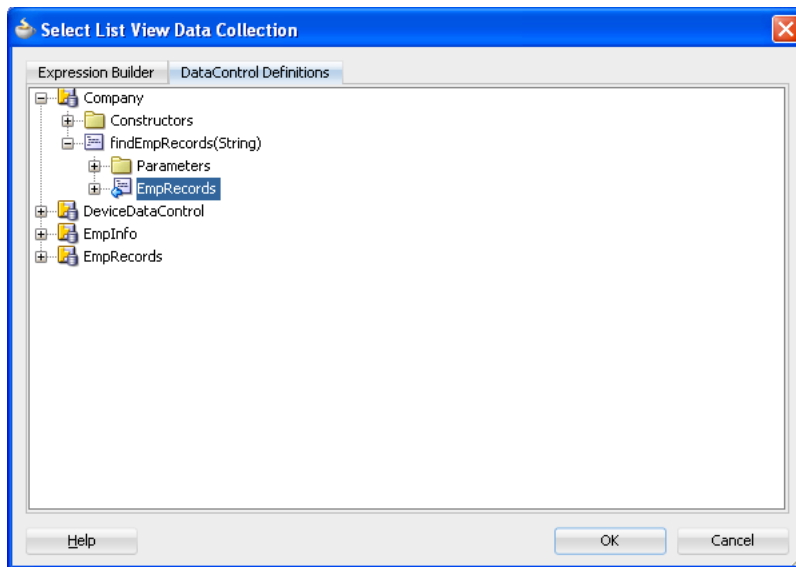 Select List View Data Collection
Expression Builder DataControl Definitions
Company
Constructors
findEmpRecords(String)
Parameters
EmpRecords
DeviceDataControl
EmpInfo
EmpRecords
Help OK Cancel